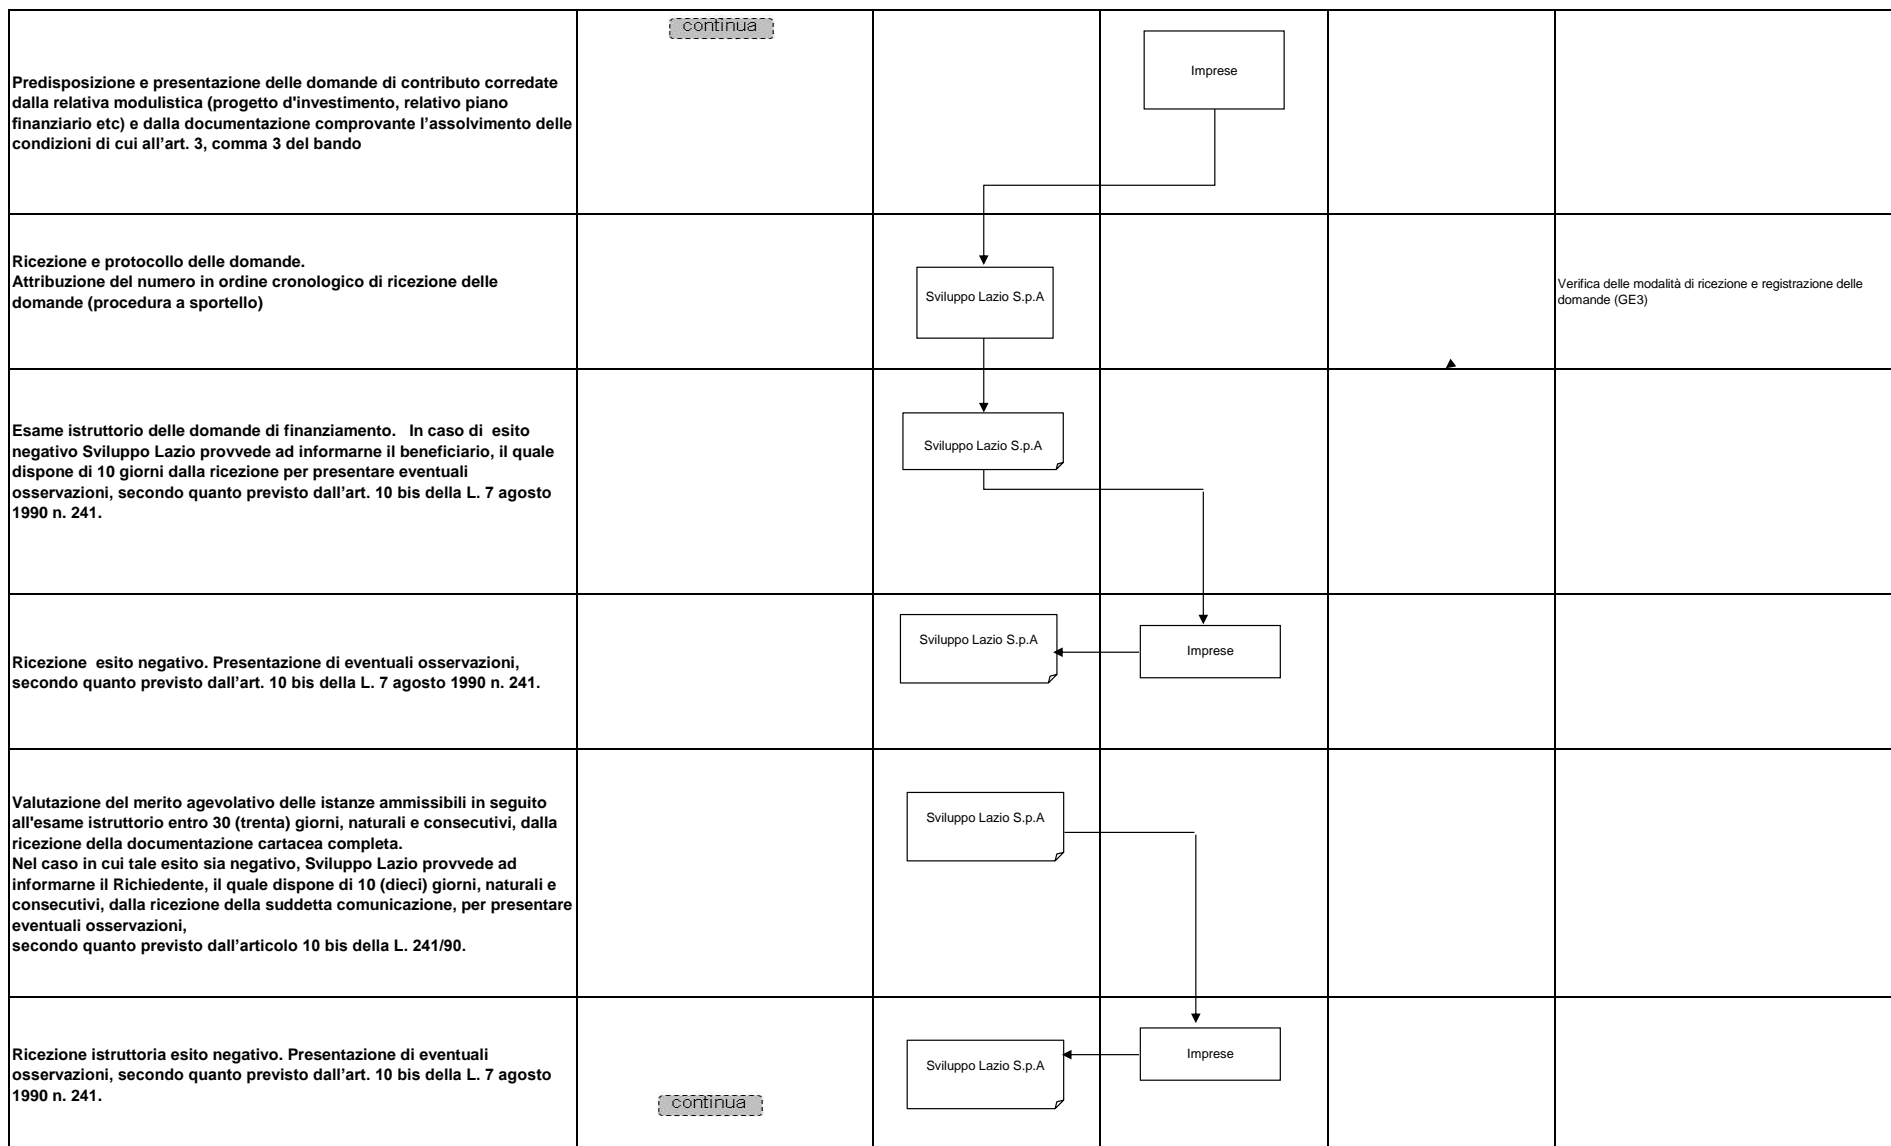 continua
Imprese
Predisposizione e presentazione delle domande di contributo corredate
dalla relativa modulistica (progetto d'investimento, relativo piano
finanziario etc) e dalla documentazione comprovante l’assolvimento delle
condizioni di cui all’art. 3, comma 3 del bando
Ricezione e protocollo delle domande.
Attribuzione del numero in ordine cronologico di ricezione delle
domande (procedura a sportello)
Sviluppo Lazio S.p.A
Verifica delle modalità di ricezione e registrazione delle
domande (GE3)
Esame istruttorio delle domande di finanziamento.   In caso di  esito
negativo Sviluppo Lazio provvede ad informarne il beneficiario, il quale
dispone di 10 giorni dalla ricezione per presentare eventuali
osservazioni, secondo quanto previsto dall’art. 10 bis della L. 7 agosto
1990 n. 241.
Sviluppo Lazio S.p.A
Ricezione  esito negativo. Presentazione di eventuali osservazioni,
secondo quanto previsto dall’art. 10 bis della L. 7 agosto 1990 n. 241.
Sviluppo Lazio S.p.A
Imprese
Valutazione del merito agevolativo delle istanze ammissibili in seguito
all'esame istruttorio entro 30 (trenta) giorni, naturali e consecutivi, dalla
ricezione della documentazione cartacea completa.
Nel caso in cui tale esito sia negativo, Sviluppo Lazio provvede ad
informarne il Richiedente, il quale dispone di 10 (dieci) giorni, naturali e
consecutivi, dalla ricezione della suddetta comunicazione, per presentare
eventuali osservazioni,
secondo quanto previsto dall’articolo 10 bis della L. 241/90.
Sviluppo Lazio S.p.A
Ricezione istruttoria esito negativo. Presentazione di eventuali
osservazioni, secondo quanto previsto dall’art. 10 bis della L. 7 agosto
1990 n. 241.
continua
Sviluppo Lazio S.p.A
Imprese